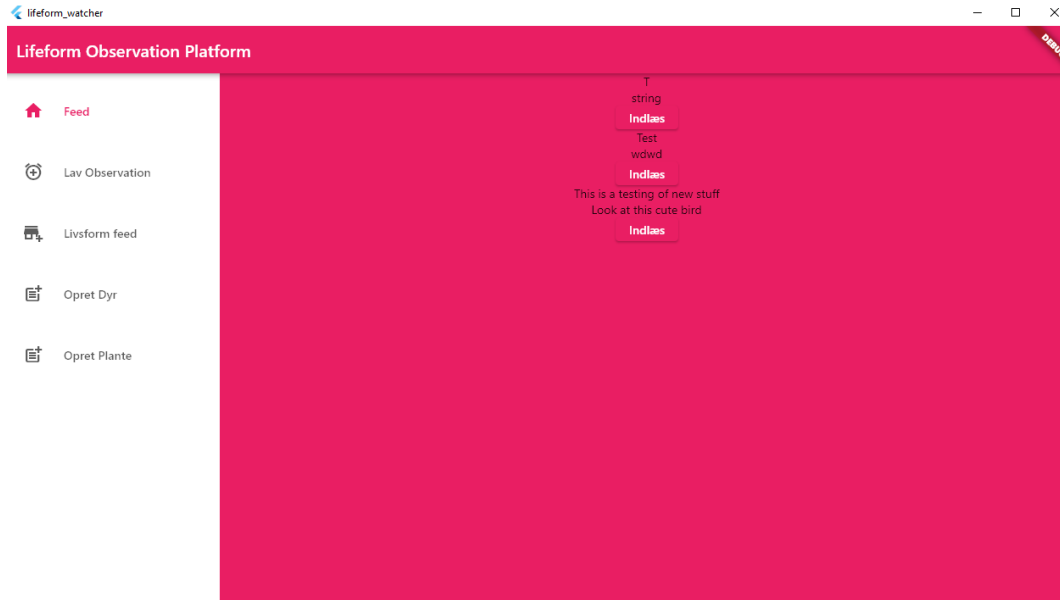 lifeform_watcher
Lifeform Observation Platform
Feed
Lav Observation
Livsform feed
Opret Dyr
Opret Plante
T
string
Indlæs
Test
wdwd
Indlæs
This is a testing of new stuff
Look at this cute bird
Indlæs